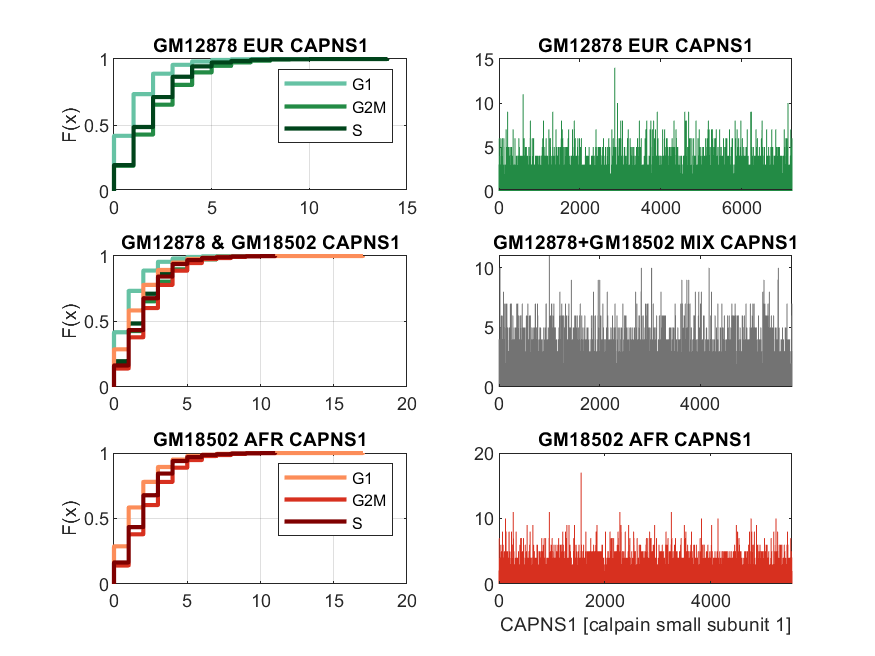 GM12878 EUR CAPNS1
F(x)
1
0.5
0
0 5 10 15
G1
G2M
S
GM12878 EUR CAPNS1
15
10
5
0
0 2000 4000 6000
GM12878 & GM18502 CAPNS1
F(x)
1
0.5
0
0 5 10 15 20
GM12878+GM18502 MIX CAPNS1
10
5
0
0 2000 4000
GM18502 AFR CAPNS1
F(x)
1
0.5
0
0 5 10 15 20
G1
G2M
S
GM18502 AFR CAPNS1
20
10
0
0 2000 4000
CAPNS1 [calpain small subunit 1]